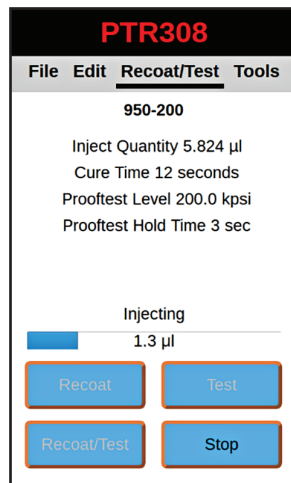 PTR308
File Edit Recoat/Test Tools
950-200
Inject Quantity 5.824 µl
Cure Time 12 seconds
Prooftest Level 200.0 kpsi
Prooftest Hold Time 3 sec
Injecting
1.3 µl
Recoat Test
Recoat/Test Stop